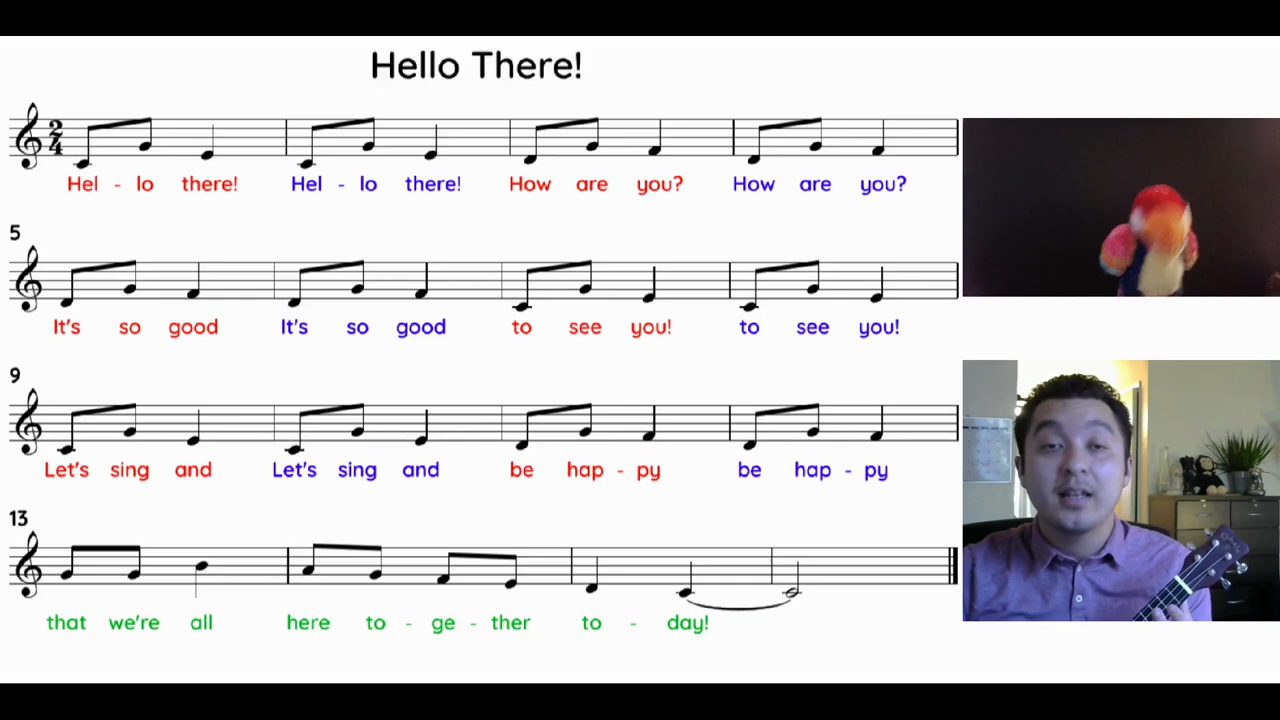 Hello There!
2
4
Hel - lo there! Hel - lo there! How are you? How are you?
5
It's so good It's so good to see you! to see you!
9
Let's sing and Let's sing and be hap - py be hap - py
13
that we're all here to - ge - ther to - day!